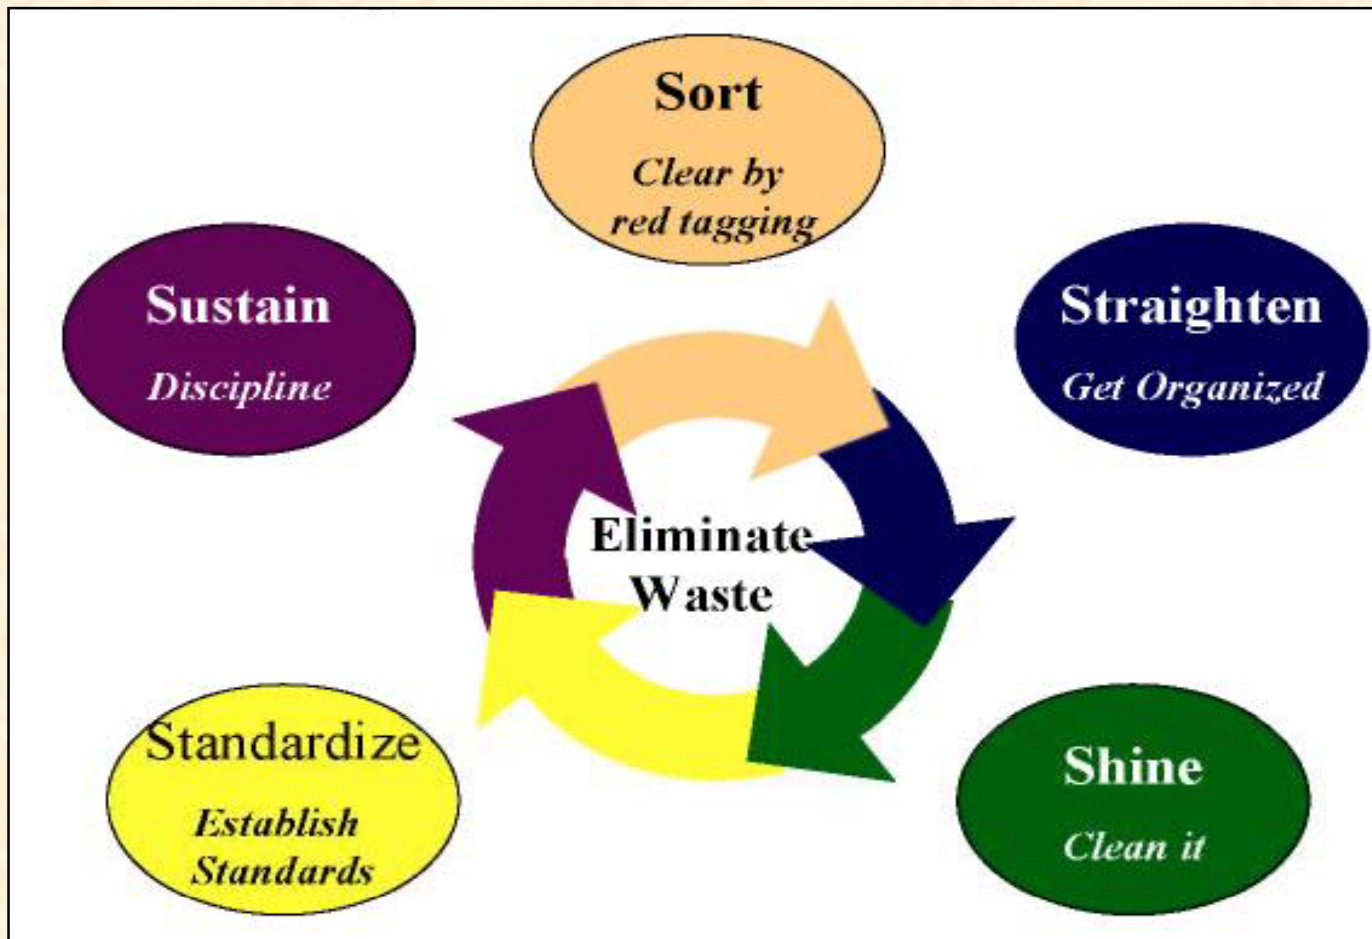 Sort
Clear by
red tagging
Straighten
Get Organized
Shine
Clean it
Standardize
Establish
Standards
Sustain
Discipline
Eliminate
Waste